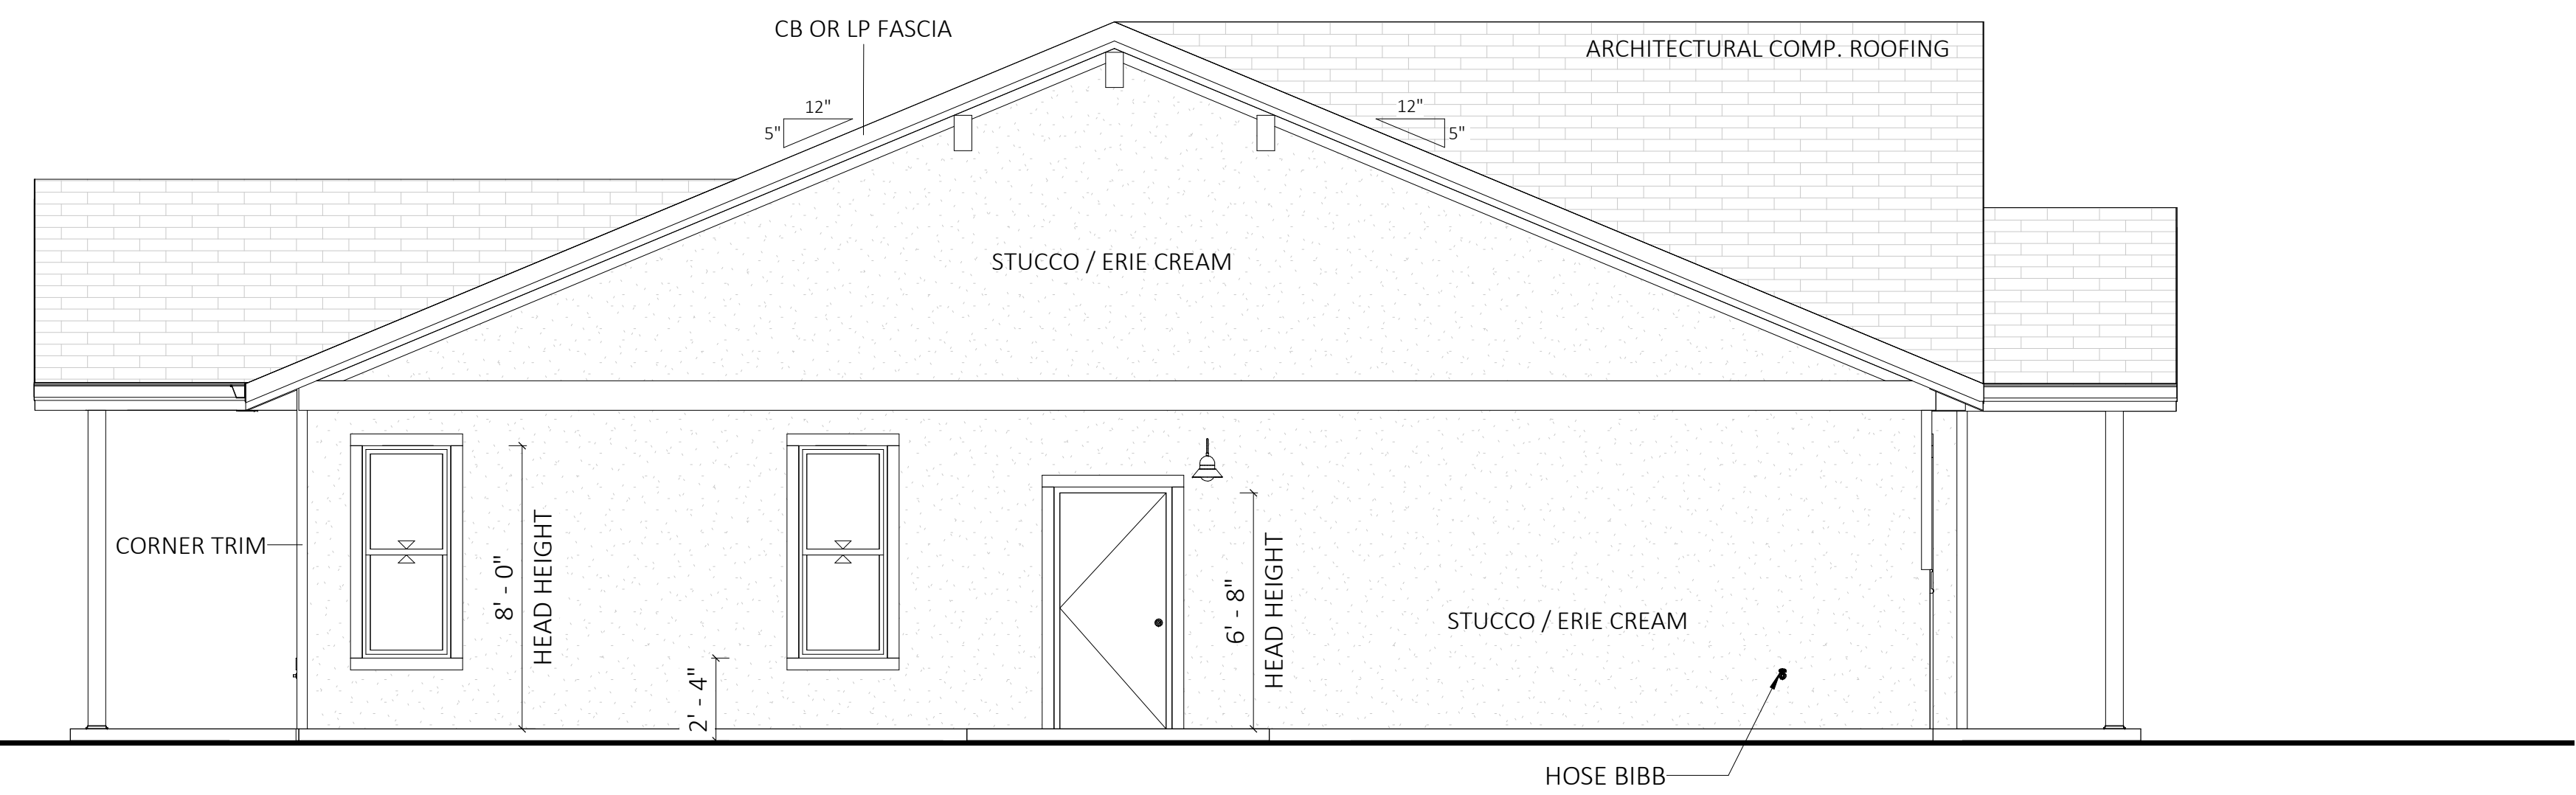 CB OR LP FASCIA
ARCHITECTURAL COMP. ROOFING
12"
5"
12"
5"
STUCCO / ERIE CREAM
CORNER TRIM
8' - 0"
HEAD HEIGHT
2' - 4"
6' - 8"
HEAD HEIGHT
STUCCO / ERIE CREAM
HOSE BIBB